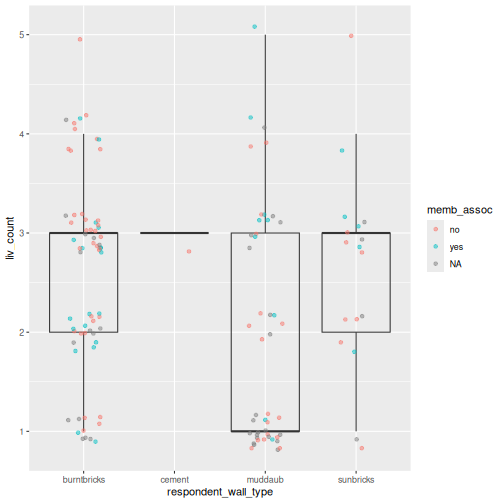 5
4
3
2
1
liv_count
burntbricks cement muddaub sunbricks
respondent_wall_type
memb_assoc
no
yes
NA